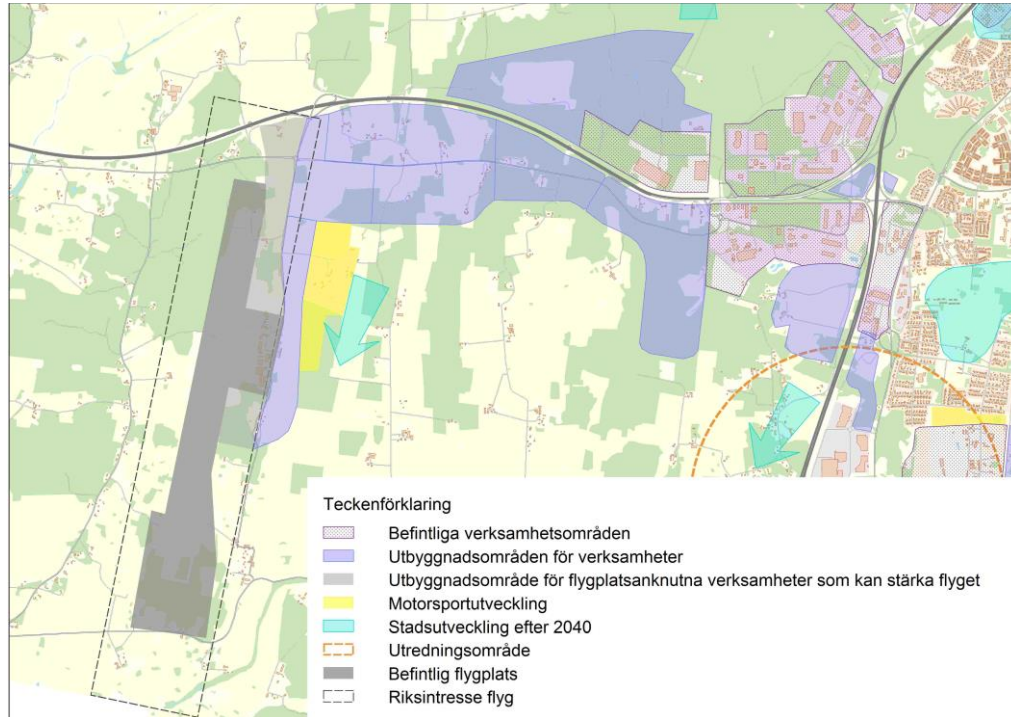 Teckenförklaring
Befintliga verksamhetsområden
Utbyggnadsområden för verksamheter
Utbyggnadsområde för flygplatsanknutna verksamheter som kan stärka flyget
Motorsportutveckling
Stadsutveckling efter 2040
Utredningsområde
Befintlig flygplats
Riksintresse flyg